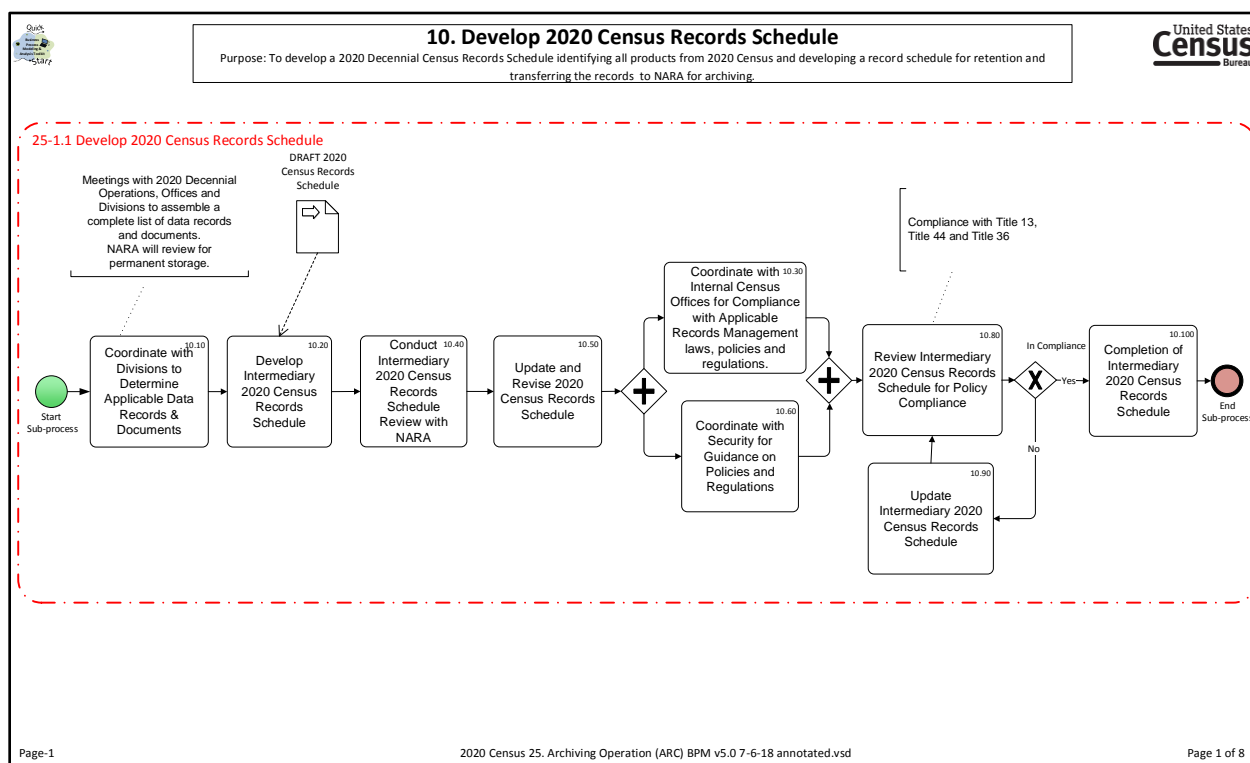 Quick
Business
Process
Modeling &
Start
10. Develop 2020 Census Records Schedule
Purpose: To develop a 2020 Decennial Census Records Schedule identifying all products from 2020 Census and developing a record schedule for retention and
transferring the records to NARA for archiving.
United States
Census
Bureau
25-1.1 Develop 2020 Census Records Schedule
Meetings with 2020 Decennial
Operations, Offices and
Divisions to assemble a
complete list of data records
and documents.
NARA will review for
permanent storage.
DRAFT 2020
Census Records
Schedule
Compliance with Title 13,
Title 44 and Title 36
Start
Sub-process
10.10
Coordinate with
Divisions to
Determine
Applicable Data
Records &
Documents
10.20
Develop
Intermediary
2020 Census
Records
Schedule
Conduct
10.40
Intermediary
2020 Census
Records
Schedule
Review with
NARA
10.50
Update and
Revise 2020
Census Records
Schedule
10.30
Coordinate with
Internal Census
Offices for Compliance
with Applicable
Records Management
laws, policies and
regulations.
10.60
Coordinate with
Security for
Guidance on
Policies and
Regulations
10.80
Review Intermediary
2020 Census Records
Schedule for Policy
Compliance
10.90
Update
Intermediary 2020
Census Records
Schedule
In Compliance
X
Yes
No
10.100
Completion of
Intermediary
2020 Census
Records
Schedule
End
Sub-process
Page-1
2020 Census 25. Archiving Operation (ARC) BPM v5.0 7-6-18 annotated.vsd
Page 1 of 8